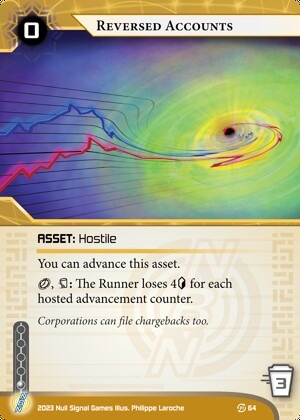 0
REVERSED ACCOUNTS
ASSET: Hostile
You can advance this asset.
, : The Runner loses 4 for each
hosted advancement counter.
Corporations can file chargebacks too.
NBN
3
2023 Null Signal Games Illus. Philippe Laroche
64